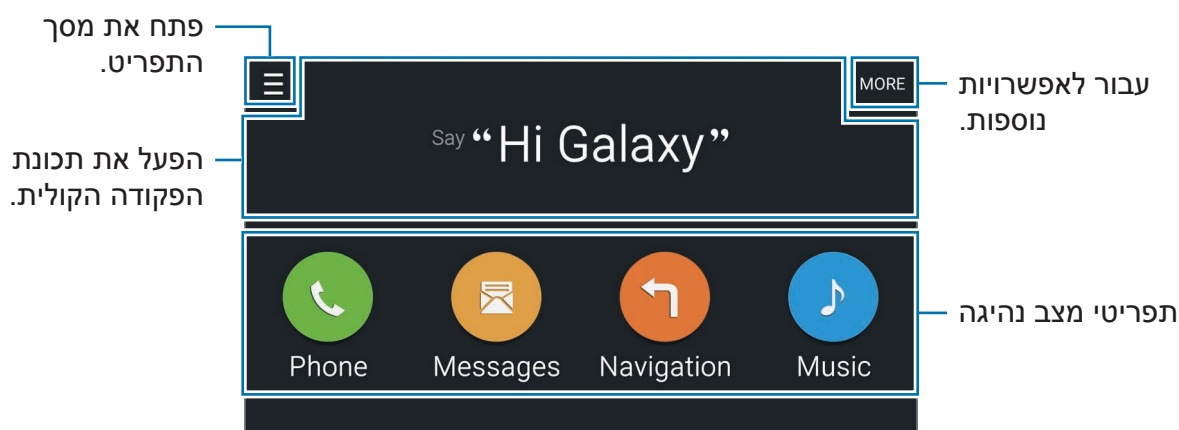 פתח את מסך
התפריט.
MORE
עבור לאפשרויות
נוספות.
Say “Hi Galaxy”
הפעל את תכונת
הפקודה הקולית.
תפריטי מצב נהיגה
Phone
Messages
Navigation
Music